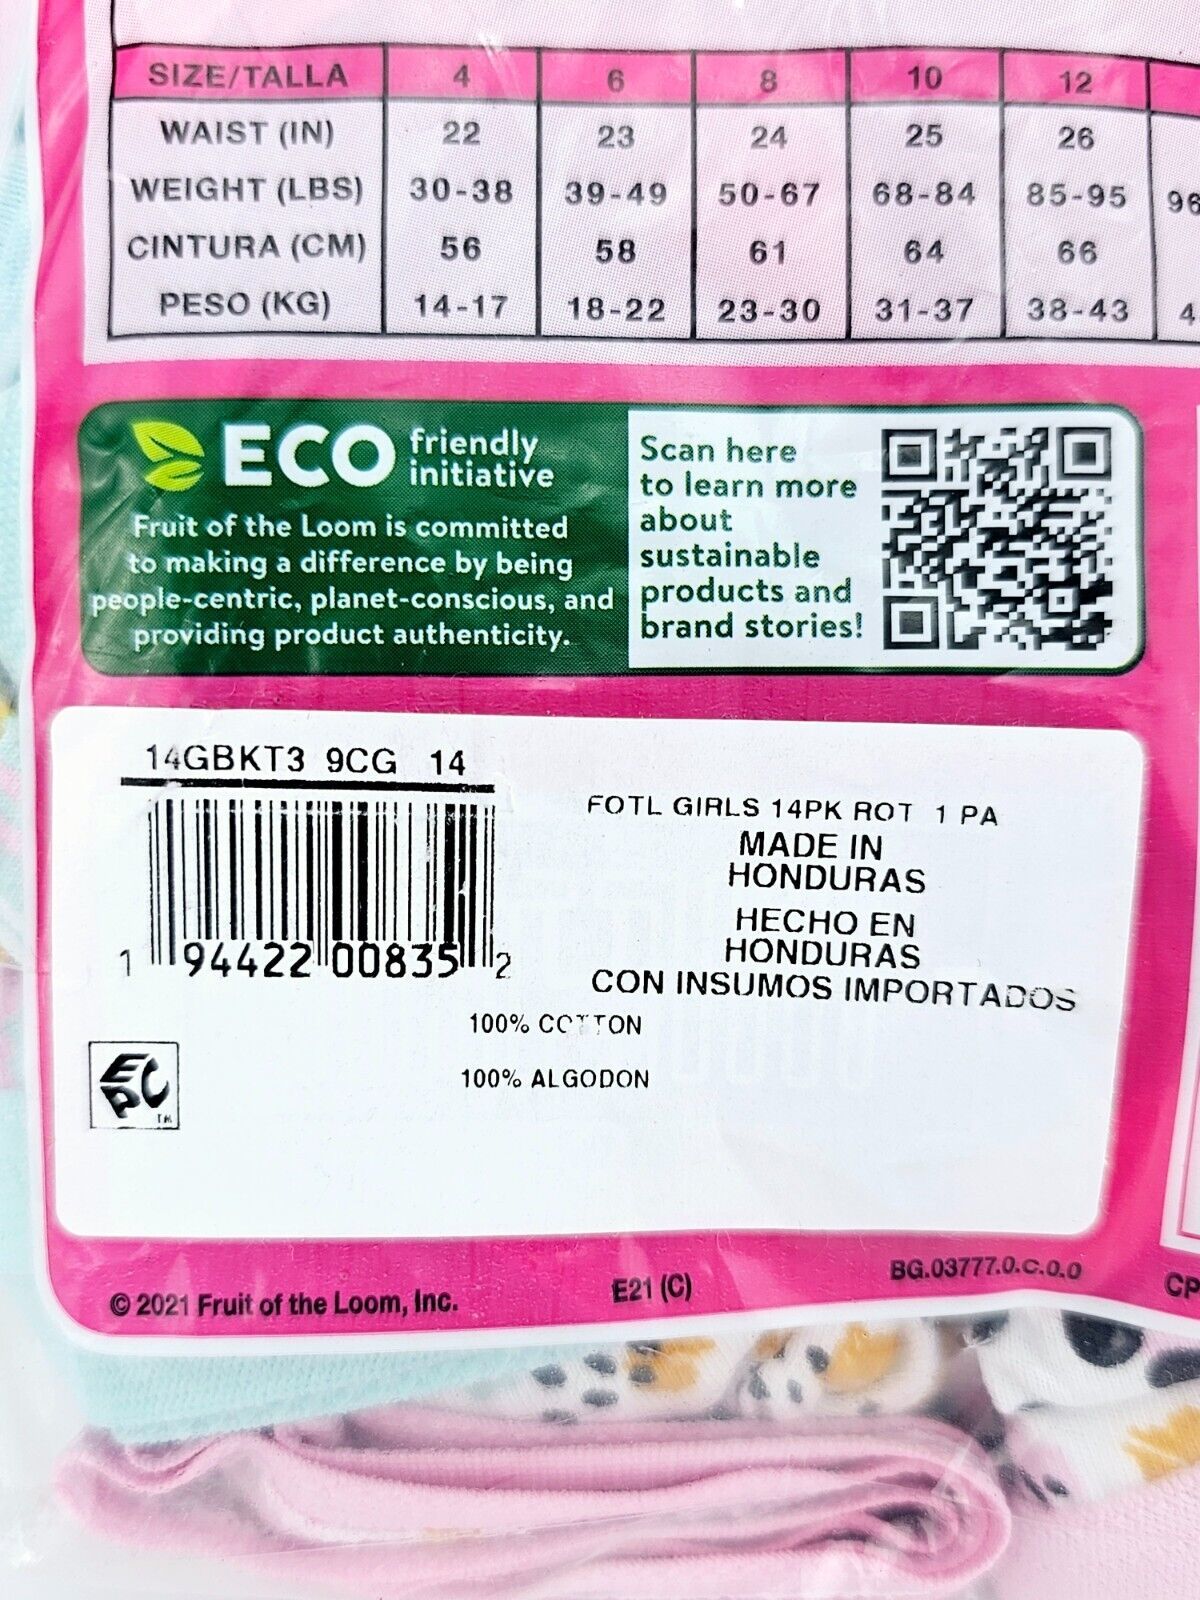 SIZE/TALLA 4 6 8 10 12
WAIST (IN) 22 23 24 25 26
WEIGHT (LBS) 30-38 39-49 50-67 68-84 85-95 96
CINTURA (CM) 56 58 61 64 66
PESO (KG) 14-17 18-22 23-30 31-37 38-43 4
ECO friendly
initiative
Fruit of the Loom is committed
to making a difference by being
people-centric, planet-conscious, and
providing product authenticity.
Scan here
to learn more
about
sustainable
products and
brand stories!
14GBKT3 9CG 14
1 94422 00835 2
FOTL GIRLS 14PK ROT 1 PA
MADE IN
HONDURAS
HECHO EN
HONDURAS
CON INSUMOS IMPORTADOS
100% COTTON
100% ALGODON
EPC
TM
© 2021 Fruit of the Loom, Inc.
E21 (C)
BG.03777.0.C.0.0
CP